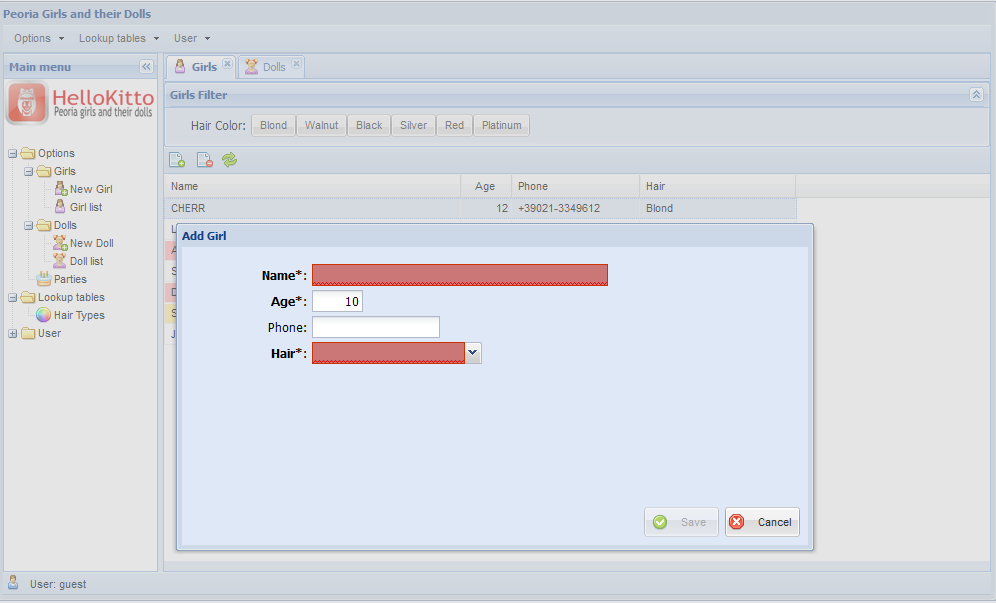 Peoria Girls and their Dolls
Options Lookup tables User
Main menu
HelloKitto
Peoria girls and their dolls
Options
Girls
New Girl
Girl list
Dolls
New Doll
Doll list
Parties
Lookup tables
Hair Types
User
Girls Dolls
Girls Filter
Hair Color: Blond Walnut Black Silver Red Platinum
Name Age Phone Hair
CHERR 12 +39021-3349612 Blond
Add Girl
Name*:
Age*: 10
Phone:
Hair*:
Save Cancel
User: guest